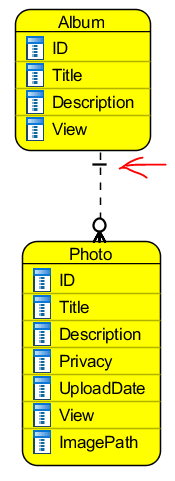 Album
ID
Title
Description
View
Photo
ID
Title
Description
Privacy
UploadDate
View
ImagePath